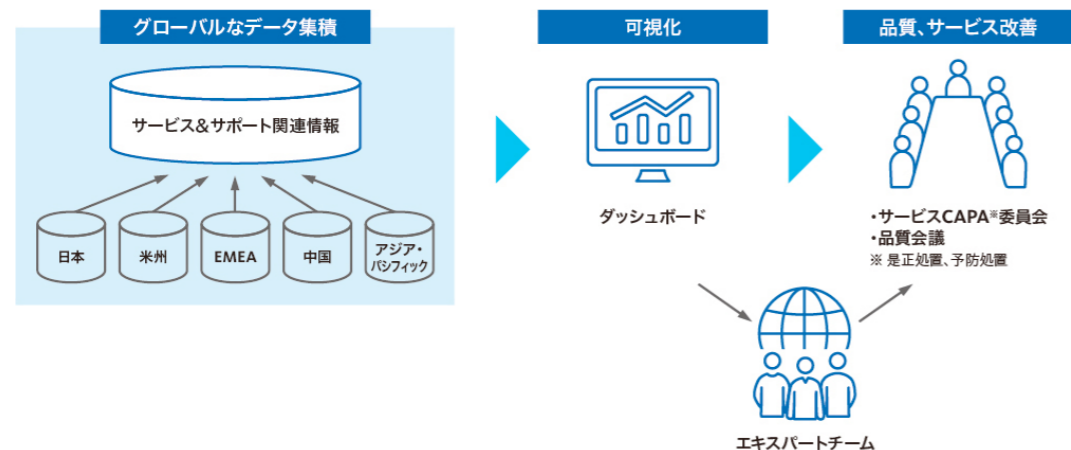 グローバルなデータ集積
サービス&サポート関連情報
日本
米州
EMEA
中国
アジア・
パシフィック
可視化
ダッシュボード
エキスパートチーム
品質、サービス改善
・サービスCAPA※委員会
・品質会議
※ 是正処置、予防処置